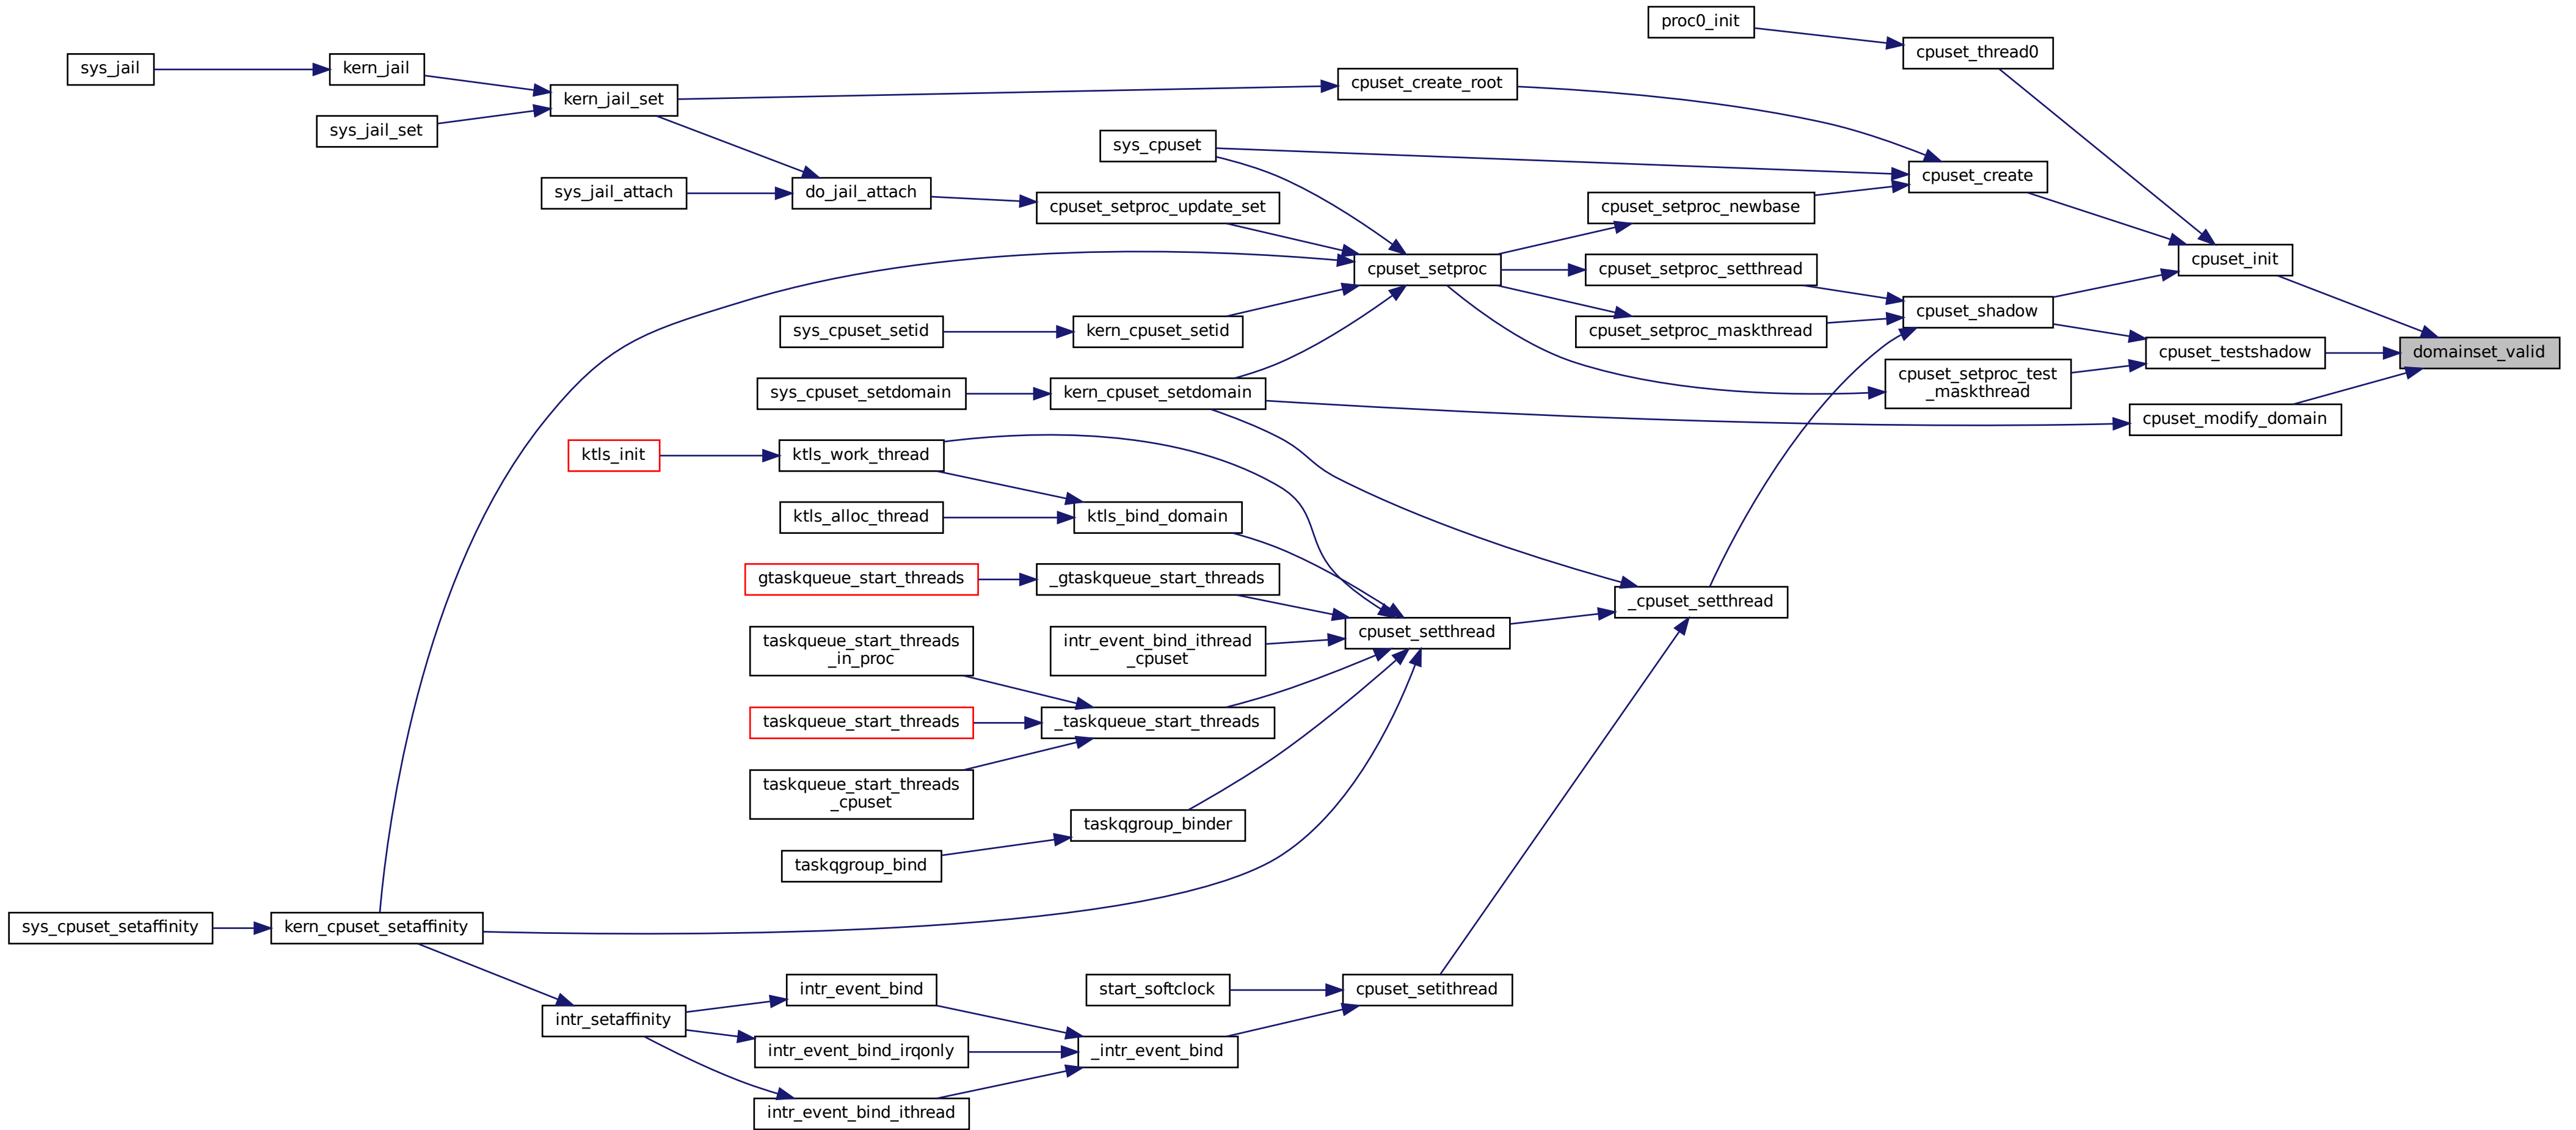 proc0_init
cpuset_thread0
sys_jail
kern_jail
kern_jail_set
cpuset_create_root
sys_jail_set
sys_cpuset
cpuset_create
sys_jail_attach
do_jail_attach
cpuset_setproc_update_set
cpuset_setproc_newbase
cpuset_init
cpuset_setproc
cpuset_setproc_setthread
cpuset_shadow
sys_cpuset_setid
kern_cpuset_setid
cpuset_setproc_maskthread
cpuset_testshadow
domainset_valid
sys_cpuset_setdomain
kern_cpuset_setdomain
cpuset_setproc_test
_maskthread
cpuset_modify_domain
ktls_init
ktls_work_thread
ktls_alloc_thread
ktls_bind_domain
gtaskqueue_start_threads
_gtaskqueue_start_threads
_cpuset_setthread
cpuset_setthread
taskqueue_start_threads
_in_proc
intr_event_bind_ithread
_cpuset
taskqueue_start_threads
_taskqueue_start_threads
taskqueue_start_threads
_cpuset
taskqgroup_binder
taskqgroup_bind
sys_cpuset_setaffinity
kern_cpuset_setaffinity
intr_event_bind
start_softclock
cpuset_setithread
intr_setaffinity
intr_event_bind_irqonly
_intr_event_bind
intr_event_bind_ithread